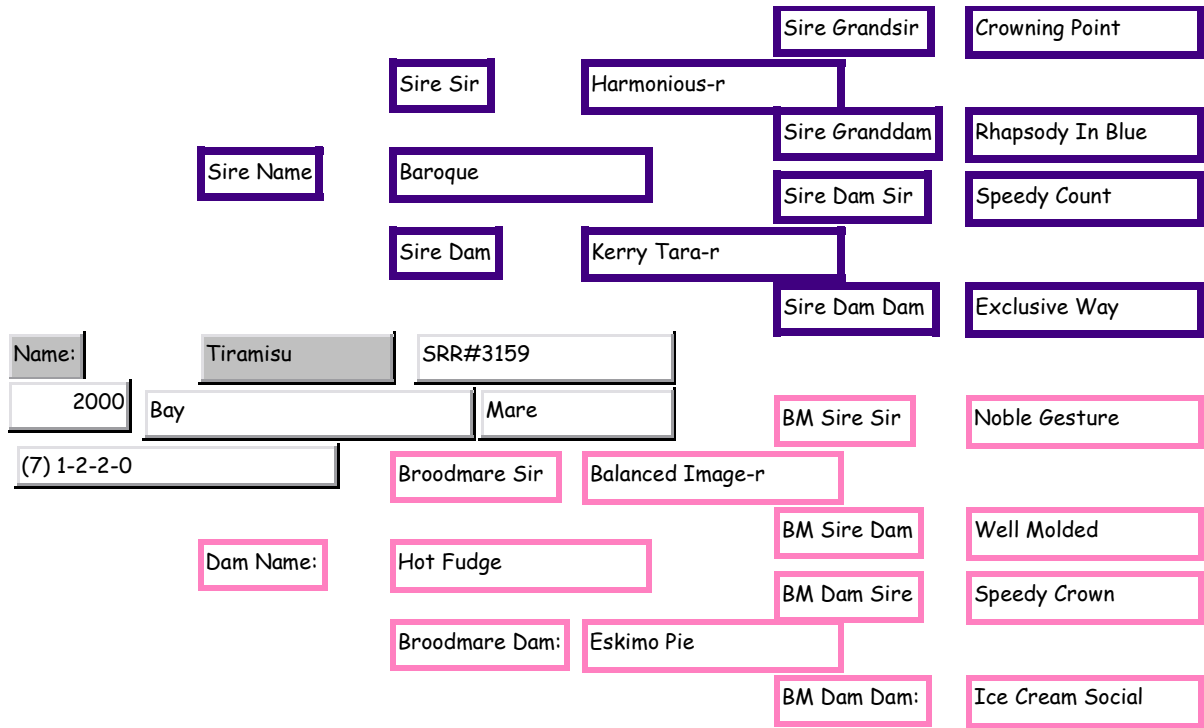 Sire Grandsir Crowning Point
Sire Sir Harmonious-r
Sire Granddam Rhapsody In Blue
Sire Name Baroque
Sire Dam Sir Speedy Count
Sire Dam Kerry Tara-r
Sire Dam Dam Exclusive Way
Name: Tiramisu SRR#3159
2000 Bay Mare
BM Sire Sir Noble Gesture
(7) 1-2-2-0
Broodmare Sir Balanced Image-r
BM Sire Dam Well Molded
Dam Name: Hot Fudge
BM Dam Sire Speedy Crown
Broodmare Dam: Eskimo Pie
BM Dam Dam: Ice Cream Social